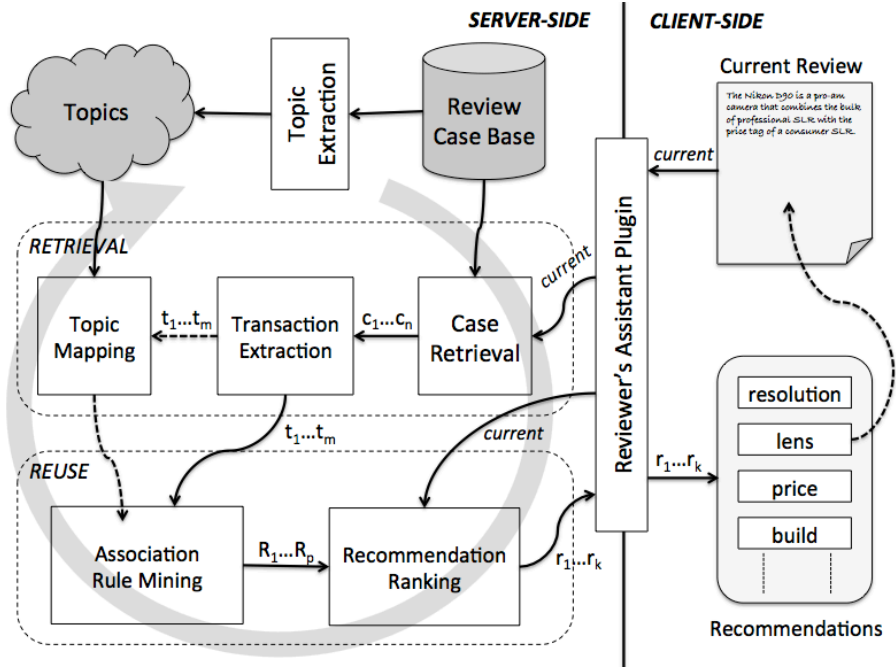 SERVER-SIDE
CLIENT-SIDE
Topics
Topic
Extraction
Review
Case Base
Current Review
The Nikon D90 is a pro-am
camera that combines the bulk
of professional SLR with the
price tag of a consumer SLR.
current
Reviewer's Assistant Plugin
RETRIEVAL
current
Topic
Mapping
t1...tm
Transaction
Extraction
c1...cn
Case
Retrieval
t1...tm
current
REUSE
Association
Rule Mining
R1...Rp
Recommendation
Ranking
r1...rk
r1...rk
resolution
lens
price
build
Recommendations